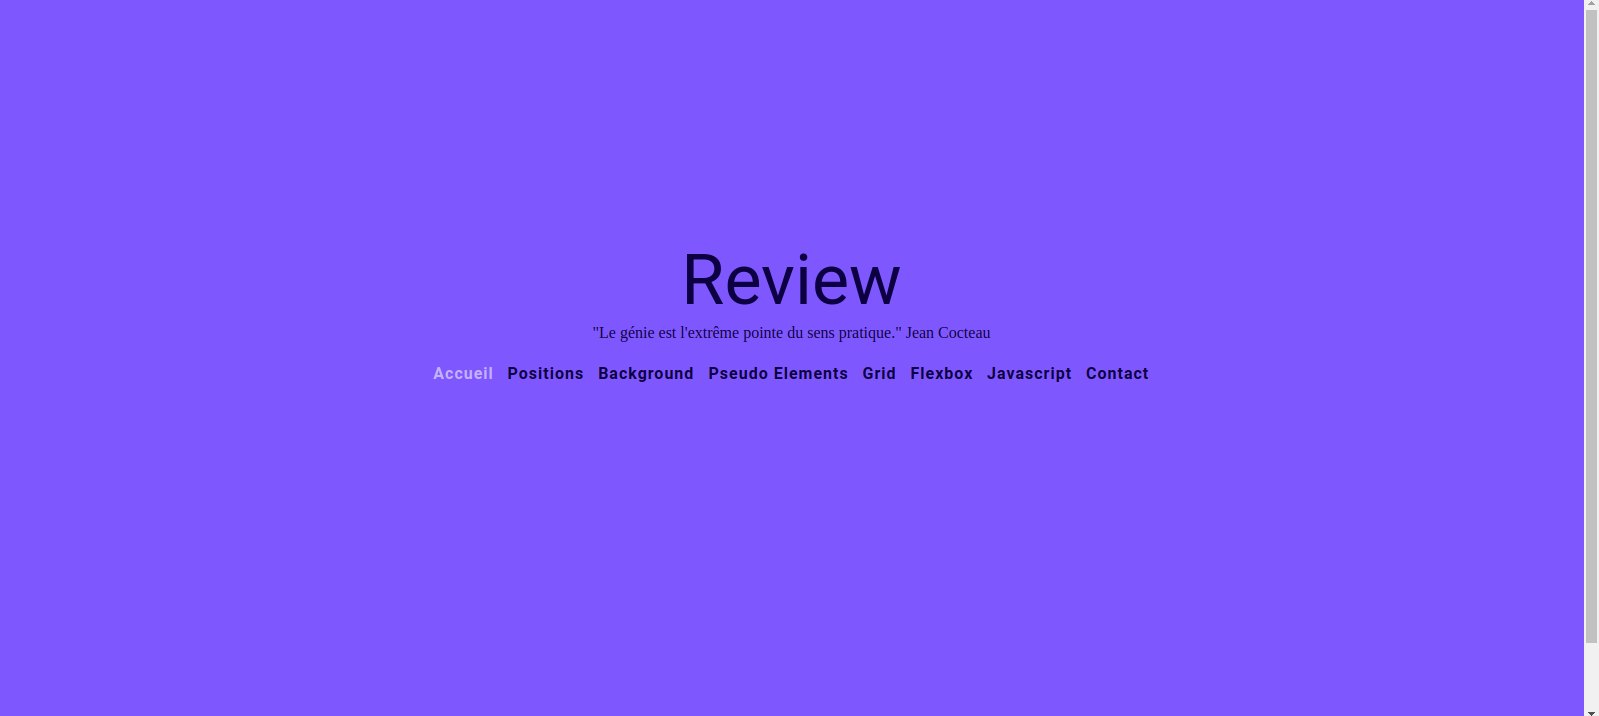 Review
"Le génie est l'extrême pointe du sens pratique." Jean Cocteau
Accueil Positions Background Pseudo Elements Grid Flexbox Javascript Contact